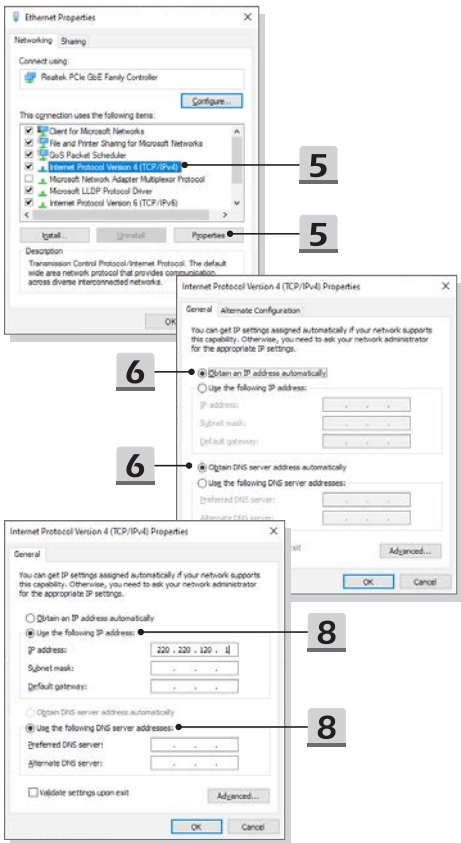 Ethernet Properties
Networking Sharing
Connect using:
Realtek PCIe GbE Family Controller
Configure...
This connection uses the following items:
Client for Microsoft Networks
File and Printer Sharing for Microsoft Networks
QoS Packet Scheduler
Internet Protocol Version 4 (TCP/IPv4)
5
Microsoft Network Adapter Multiplexor Protocol
Microsoft LLDP Protocol Driver
Internet Protocol Version 6 (TCP/IPv6)
Install... Uninstall Properties
5
Description
Transmission Control Protocol/Internet Protocol. The default
wide area network protocol that provides communication
across diverse interconnected networks.
OK
Internet Protocol Version 4 (TCP/IPv4) Properties
General Alternate Configuration
You can get IP settings assigned automatically if your network supports
this capability. Otherwise, you need to ask your network administrator
for the appropriate IP settings.
6
Obtain an IP address automatically
Use the following IP address:
IP address:
Subnet mask:
Default gateway:
6
Obtain DNS server address automatically
Use the following DNS server addresses:
Preferred DNS server:
Alternate DNS server:
exit
Advanced...
OK Cancel
Internet Protocol Version 4 (TCP/IPv4) Properties
General
You can get IP settings assigned automatically if your network supports
this capability. Otherwise, you need to ask your network administrator
for the appropriate IP settings.
Obtain an IP address automatically
Use the following IP address:
8
IP address: 220 . 220 . 120 . 1
Subnet mask: . . .
Default gateway: . . .
Obtain DNS server address automatically
Use the following DNS server addresses:
8
Preferred DNS server: . . .
Alternate DNS server: . . .
Validate settings upon exit
Advanced...
OK Cancel